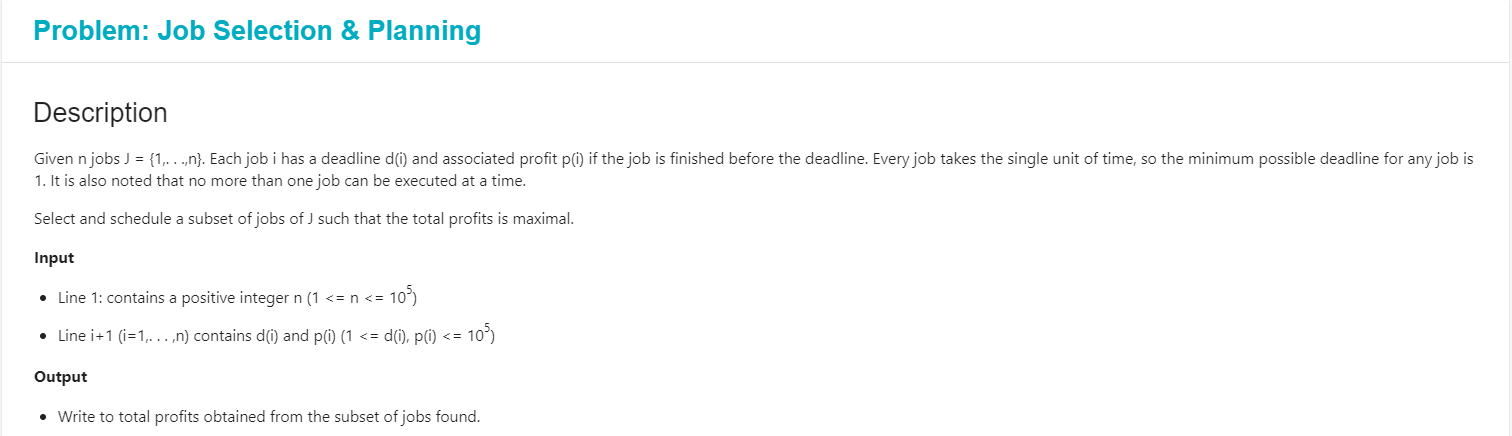 Problem: Job Selection & Planning
Description
Given n jobs J = {1,. . .,n}. Each job i has a deadline d(i) and associated profit p(i) if the job is finished before the deadline. Every job takes the single unit of time, so the minimum possible deadline for any job is
1. It is also noted that no more than one job can be executed at a time.
Select and schedule a subset of jobs of J such that the total profits is maximal.
Input
• Line 1: contains a positive integer n (1 <= n <= 10⁵)
• Line i+1 (i=1,. . . ,n) contains d(i) and p(i) (1 <= d(i), p(i) <= 10⁵)
Output
• Write to total profits obtained from the subset of jobs found.